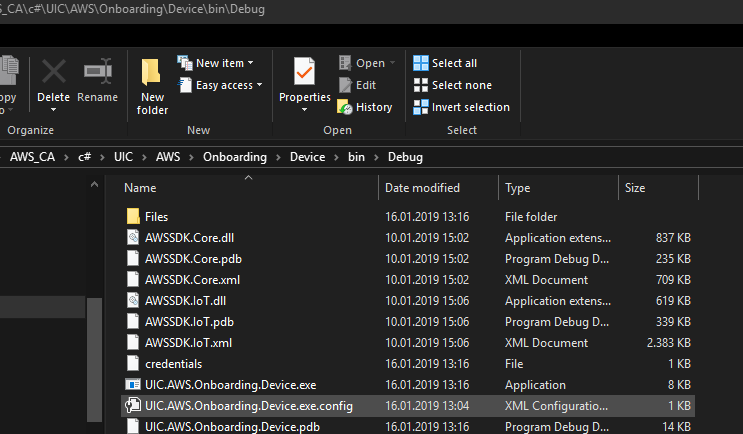 S_CA\c#\UIC\AWS\Onboarding\Device\bin\Debug
Delete
Rename
New folder
New item
Easy access
Properties
Open
Edit
History
Select all
Select none
Invert selection
Organize
New
Open
Select
AWS_CA > c# > UIC > AWS > Onboarding > Device > bin > Debug
Name Date modified Type Size
Files 16.01.2019 13:16 File folder
AWSSDK.Core.dll 10.01.2019 15:02 Application extens... 837 KB
AWSSDK.Core.pdb 10.01.2019 15:02 Program Debug D... 235 KB
AWSSDK.Core.xml 10.01.2019 15:02 XML Document 709 KB
AWSSDK.IoT.dll 10.01.2019 15:06 Application extens... 619 KB
AWSSDK.IoT.pdb 10.01.2019 15:06 Program Debug D... 339 KB
AWSSDK.IoT.xml 10.01.2019 15:06 XML Document 2.383 KB
credentials 16.01.2019 13:16 File 1 KB
UIC.AWS.Onboarding.Device.exe 16.01.2019 13:16 Application 8 KB
UIC.AWS.Onboarding.Device.exe.config 16.01.2019 13:04 XML Configuratio... 1 KB
UIC.AWS.Onboarding.Device.pdb 16.01.2019 13:16 Program Debug D... 14 KB